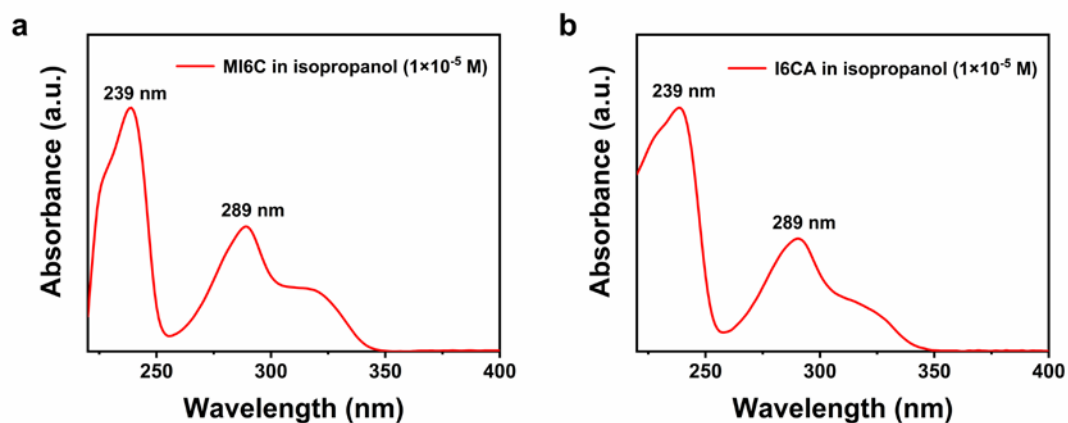 a
MI6C in isopropanol (1×10⁻⁵ M)
239 nm
289 nm
Absorbance (a.u.)
250
300
350
400
Wavelength (nm)
b
I6CA in isopropanol (1×10⁻⁵ M)
239 nm
289 nm
Absorbance (a.u.)
250
300
350
400
Wavelength (nm)